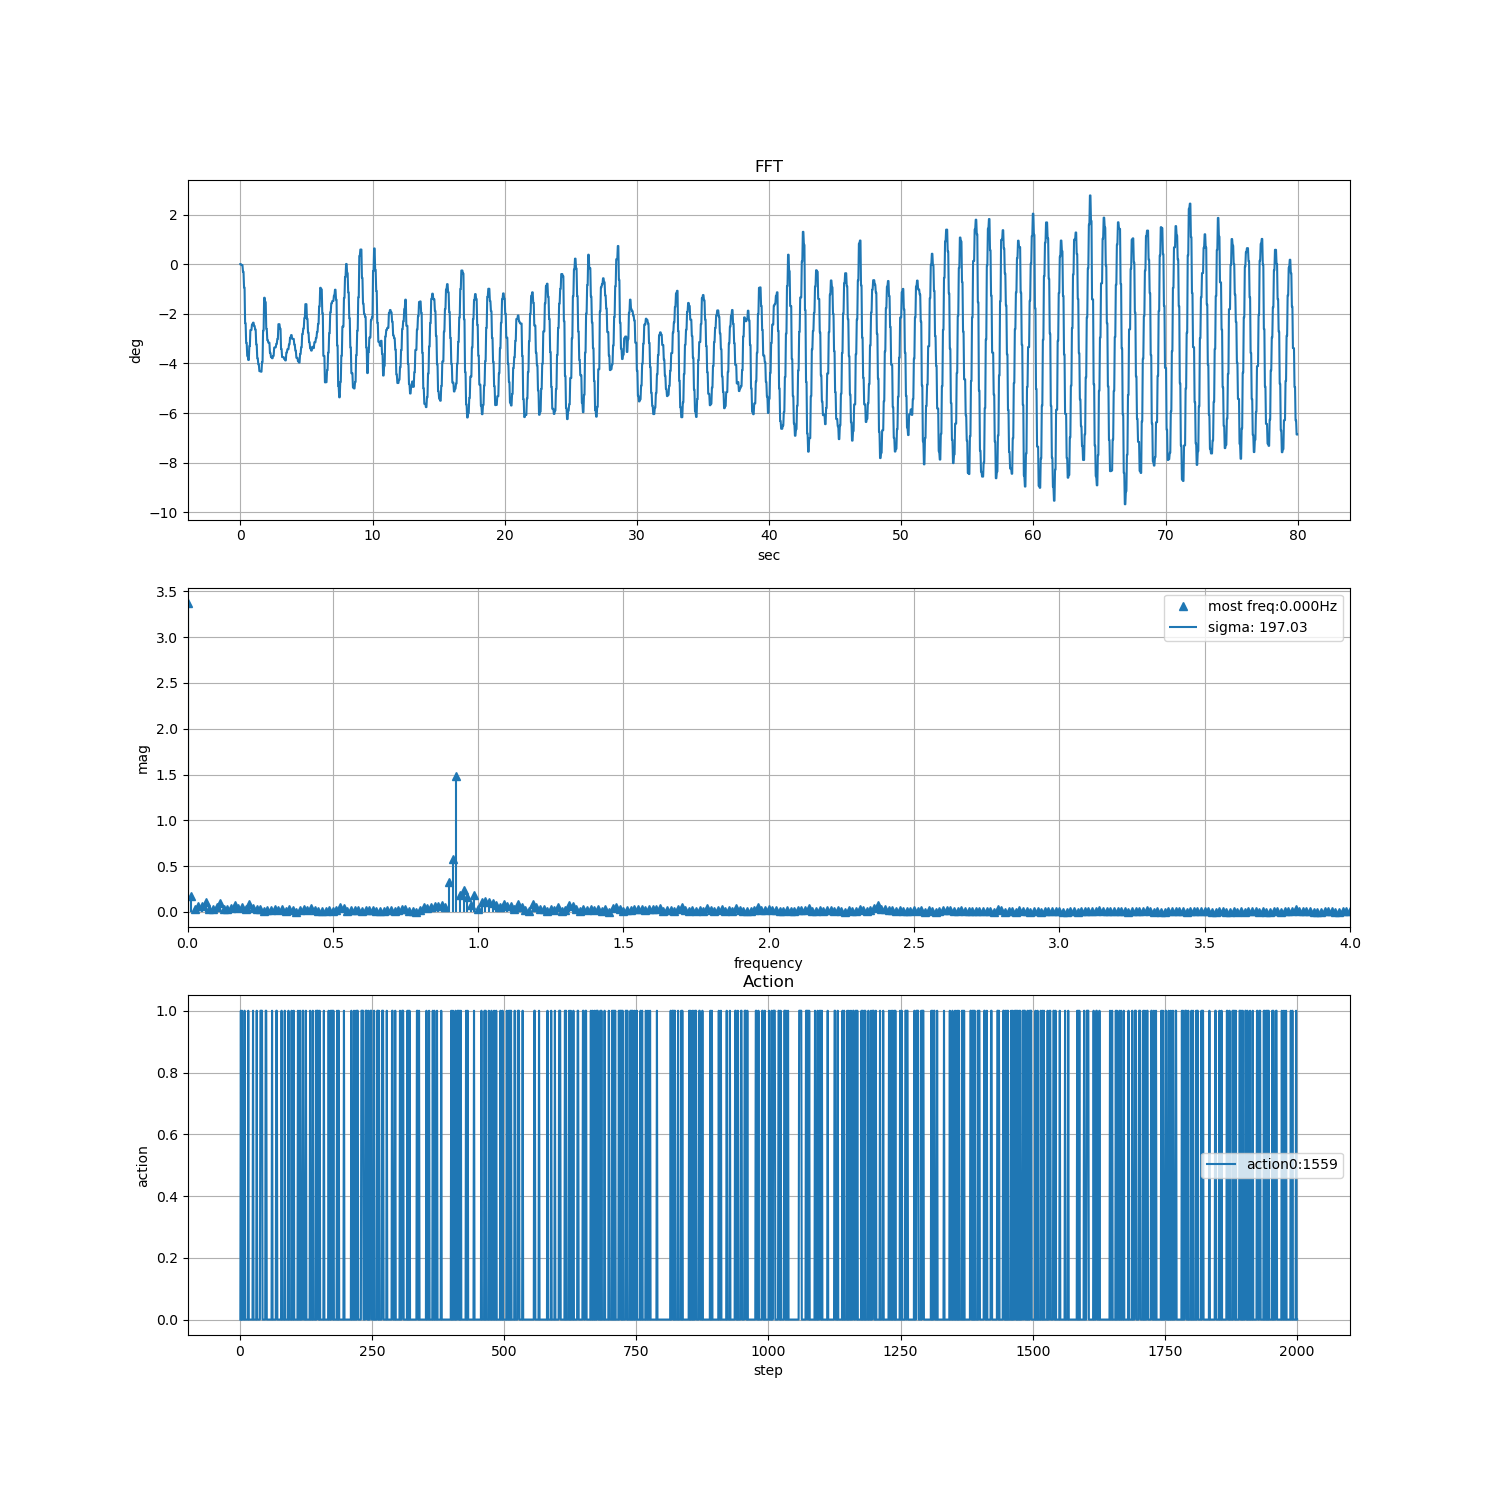 FFT
2
0
−2
−4
−6
−8
−10
deg
0 10 20 30 40 50 60 70 80
sec
3.5
3.0
2.5
2.0
1.5
1.0
0.5
0.0
mag
most freq:0.000Hz
sigma: 197.03
0.0 0.5 1.0 1.5 2.0 2.5 3.0 3.5 4.0
frequency
Action
1.0
0.8
0.6
0.4
0.2
0.0
action
action0:1559
0 250 500 750 1000 1250 1500 1750 2000
step